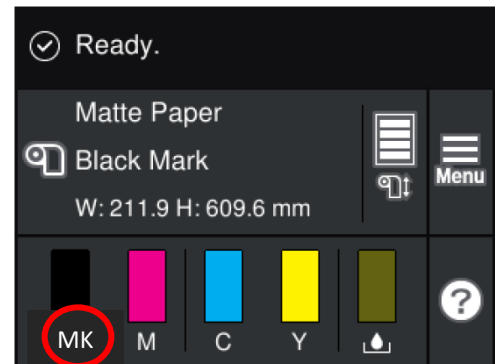 Ready.
Matte Paper
Black Mark
W: 211.9 H: 609.6 mm
Menu
MK
M
C
Y
?